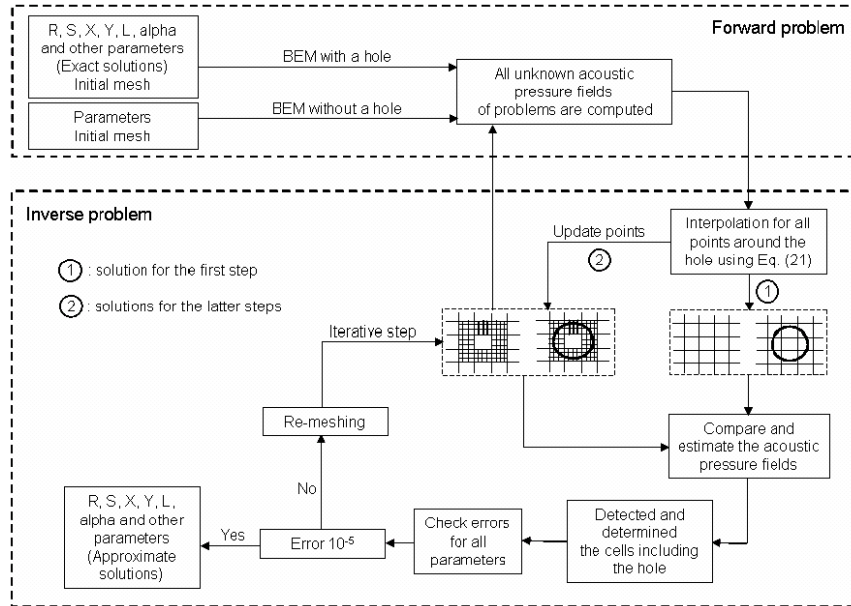 Forward problem
R, S, X, Y, L, alpha
and other parameters
(Exact solutions)
Initial mesh
BEM with a hole
Parameters
Initial mesh
BEM without a hole
All unknown acoustic
pressure fields
of problems are computed
Inverse problem
1 : solution for the first step
2 : solutions for the latter steps
Update points
2
Interpolation for all
points around the
hole using Eq. (21)
1
Iterative step
Re-meshing
Compare and
estimate the acoustic
pressure fields
No
R, S, X, Y, L,
alpha and other
parameters
(Approximate
solutions)
Yes
Error 10⁻⁵
Check errors
for all
parameters
Detected and
determined
the cells including
the hole